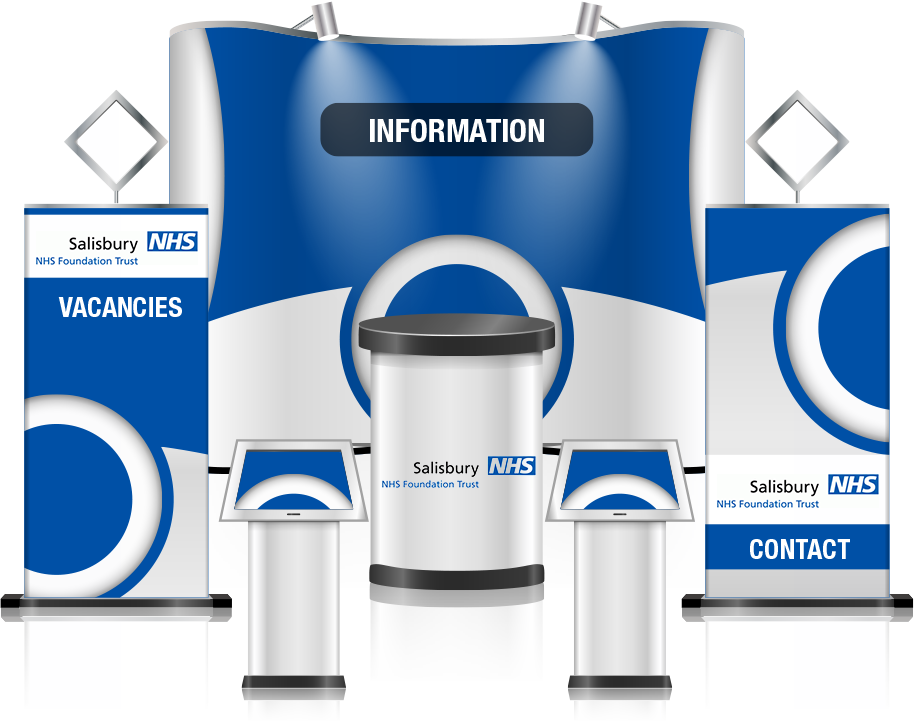 INFORMATION
Salisbury NHS
NHS Foundation Trust
VACANCIES
Salisbury NHS
NHS Foundation Trust
Salisbury NHS
NHS Foundation Trust
CONTACT